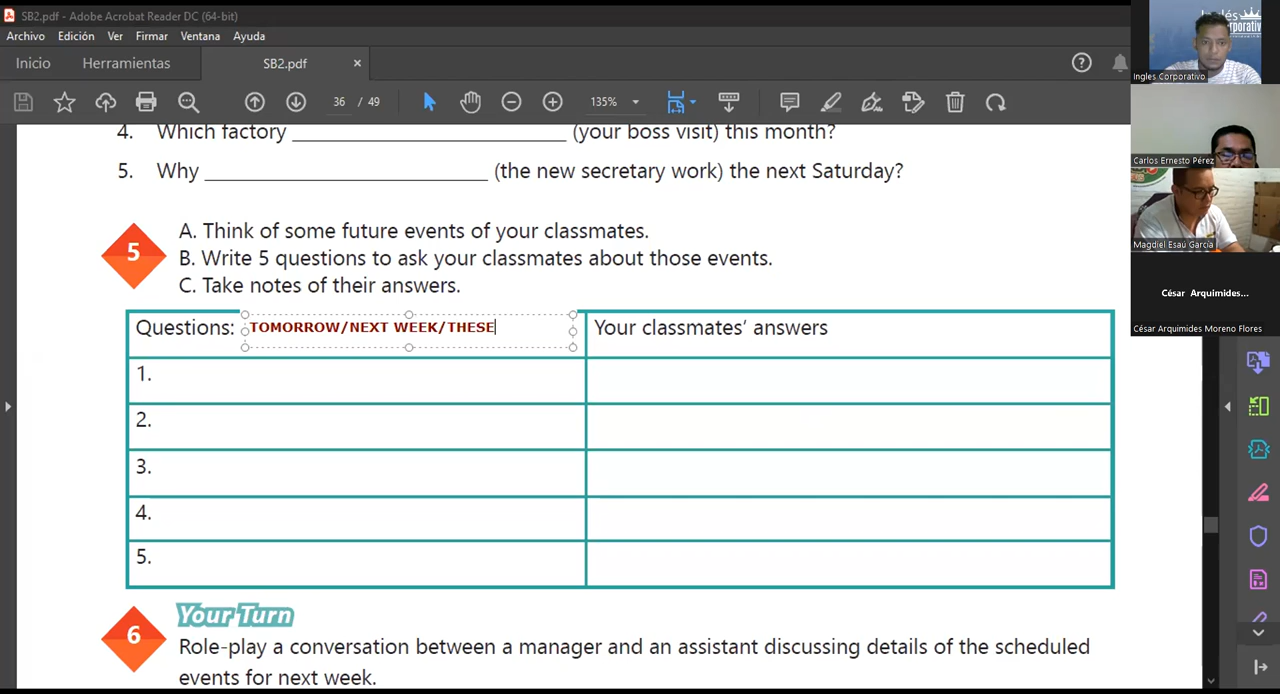 SB2.pdf - Adobe Acrobat Reader DC (64-bit)
Archivo Edición Ver Firmar Ventana Ayuda
Inicio Herramientas SB2.pdf ×
36 / 49 135%
4. Which factory ____________________ (your boss visit) this month?
5. Why ____________________ (the new secretary work) the next Saturday?
5
A. Think of some future events of your classmates.
B. Write 5 questions to ask your classmates about those events.
C. Take notes of their answers.
Questions: TOMORROW/NEXT WEEK/THESE
Your classmates' answers
1.
2.
3.
4.
5.
6
Your Turn
Role-play a conversation between a manager and an assistant discussing details of the scheduled
events for next week.
Ingles Corporativo
Carlos Ernesto Pérez
Magdiel Esaú García
César Arquimides...
César Arquimides Moreno Flores